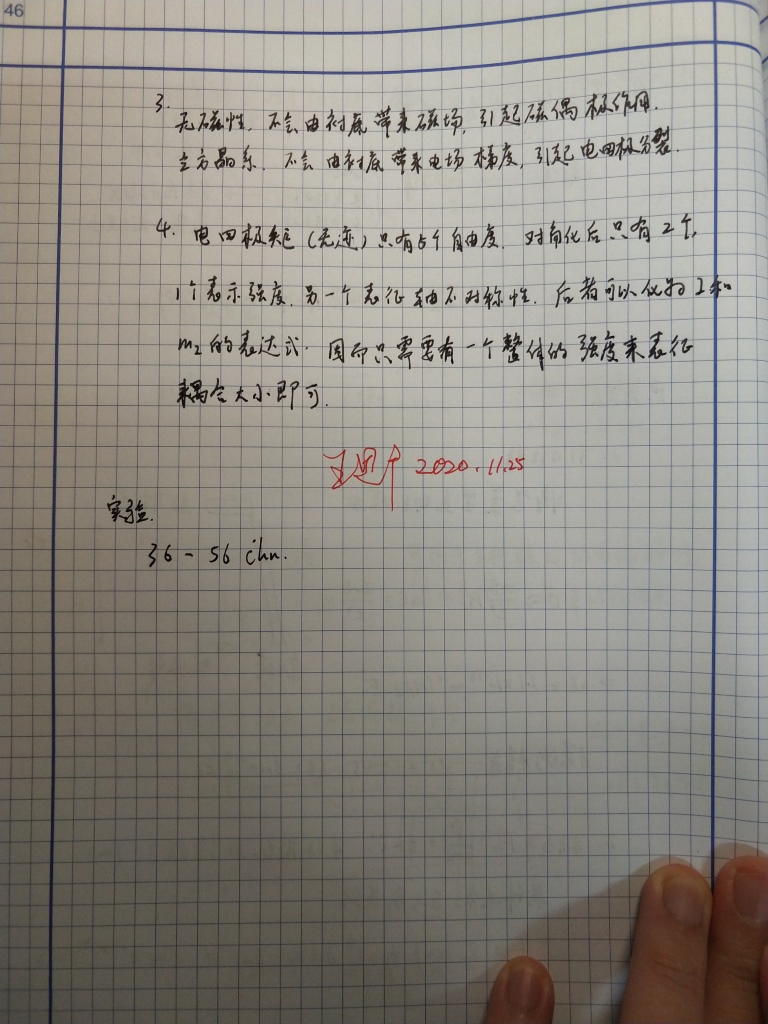 46
3.
无磁性. 不会由衬底带来磁场, 引起磁偶极作用.
立方晶系. 不会由衬底带来电场梯度, 引起电四极分裂.
4. 电四极矩 (无迹) 只有5个自由度. 对角化后只有2个,
1个表示强度, 另一个表征轴不对称性. 后者可以化为I和
m₂的表达式. 因而只需要有一个整体的强度来表征
耦合大小即可.
2020.11.25
实验.
36 - 56 chn.